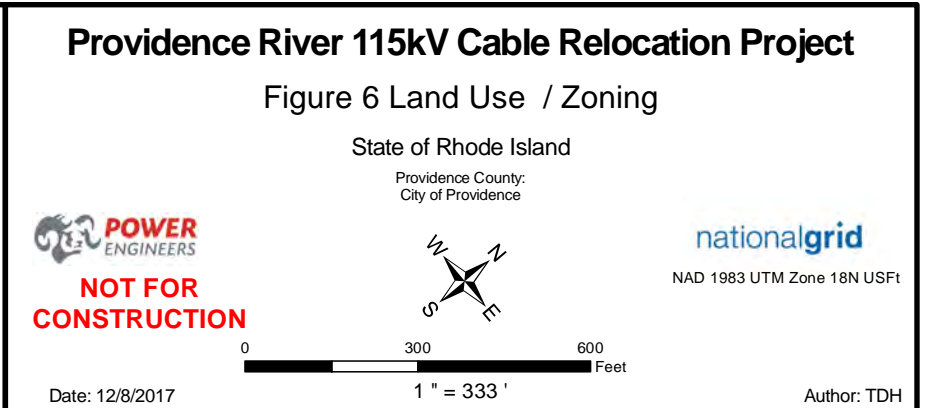 Providence River 115kV Cable Relocation Project
Figure 6 Land Use / Zoning
State of Rhode Island
Providence County:
City of Providence
POWER
ENGINEERS
NOT FOR
CONSTRUCTION
W N
S E
nationalgrid
NAD 1983 UTM Zone 18N USFt
0 300 600
Feet
Date: 12/8/2017
1 " = 333 '
Author: TDH